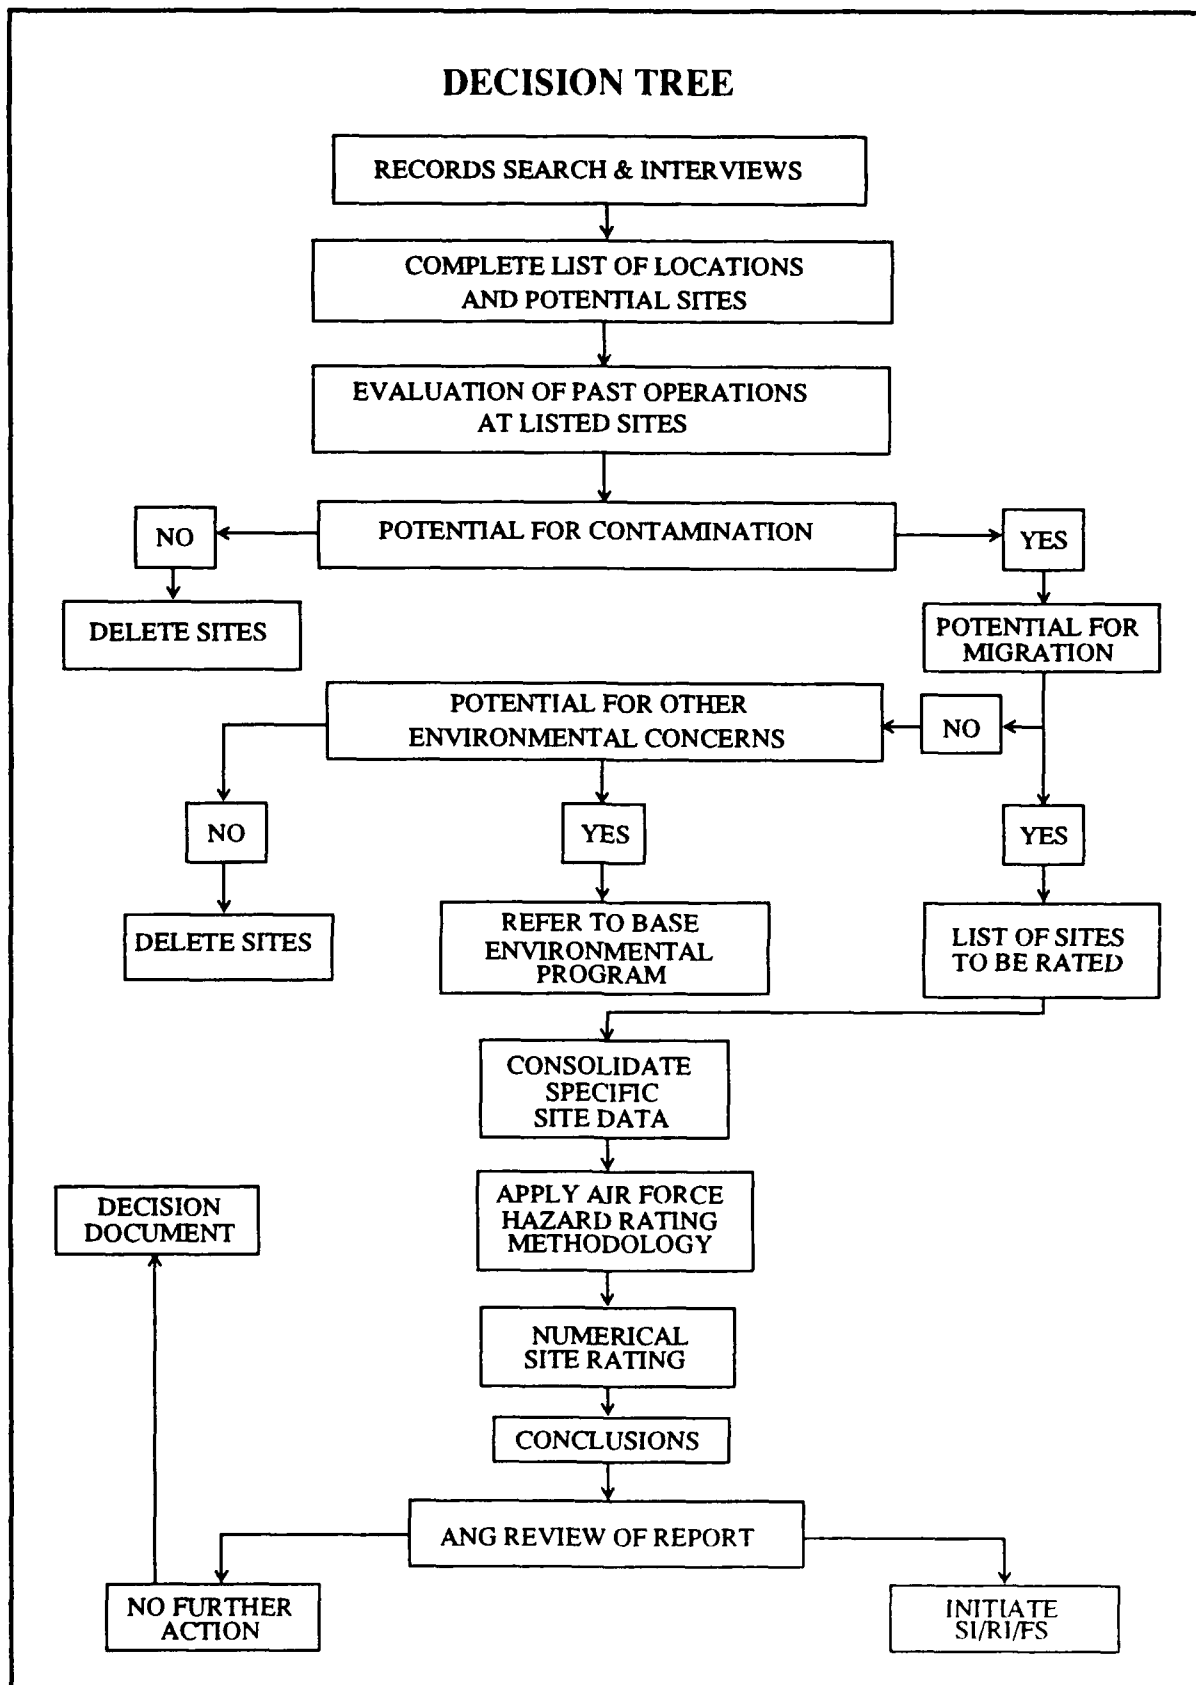 DECISION TREE
RECORDS SEARCH & INTERVIEWS
COMPLETE LIST OF LOCATIONS
AND POTENTIAL SITES
EVALUATION OF PAST OPERATIONS
AT LISTED SITES
NO
POTENTIAL FOR CONTAMINATION
YES
DELETE SITES
POTENTIAL FOR
MIGRATION
POTENTIAL FOR OTHER
ENVIRONMENTAL CONCERNS
NO
NO
YES
YES
DELETE SITES
REFER TO BASE
ENVIRONMENTAL
PROGRAM
LIST OF SITES
TO BE RATED
CONSOLIDATE
SPECIFIC
SITE DATA
DECISION
DOCUMENT
APPLY AIR FORCE
HAZARD RATING
METHODOLOGY
NUMERICAL
SITE RATING
CONCLUSIONS
ANG REVIEW OF REPORT
NO FURTHER
ACTION
INITIATE
SI/RI/FS